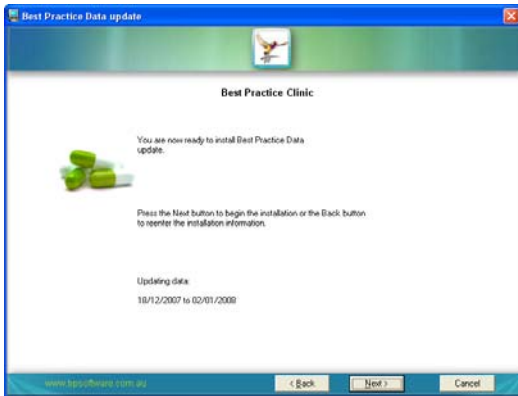 Best Practice Data update
Best Practice Clinic
You are now ready to install Best Practice Data
update.
Press the Next button to begin the installation or the Back button
to reenter the installation information.
Updating data:
18/12/2007 to 02/01/2008
www.bpsoftware.com.au
< Back
Next >
Cancel